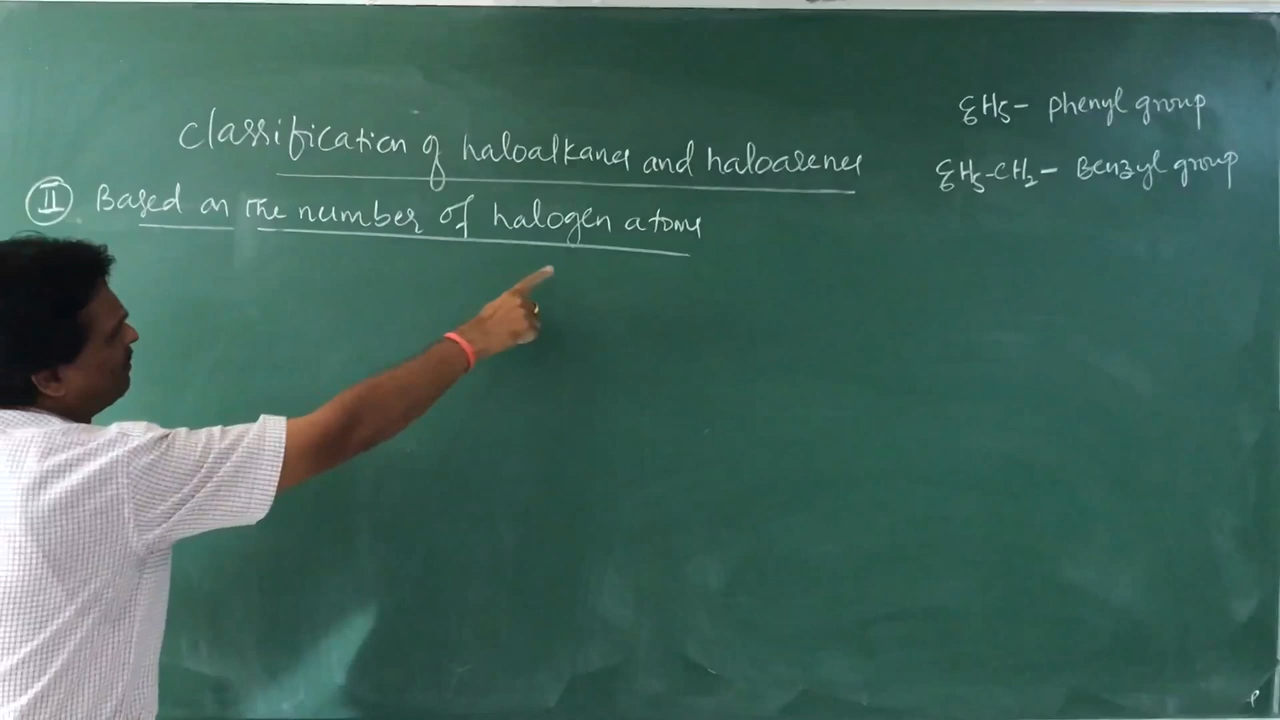 Classification of haloalkanes and haloarenes
II Based on the number of halogen atoms
C6H5- phenyl group
C6H5-CH2- Benzyl group
P